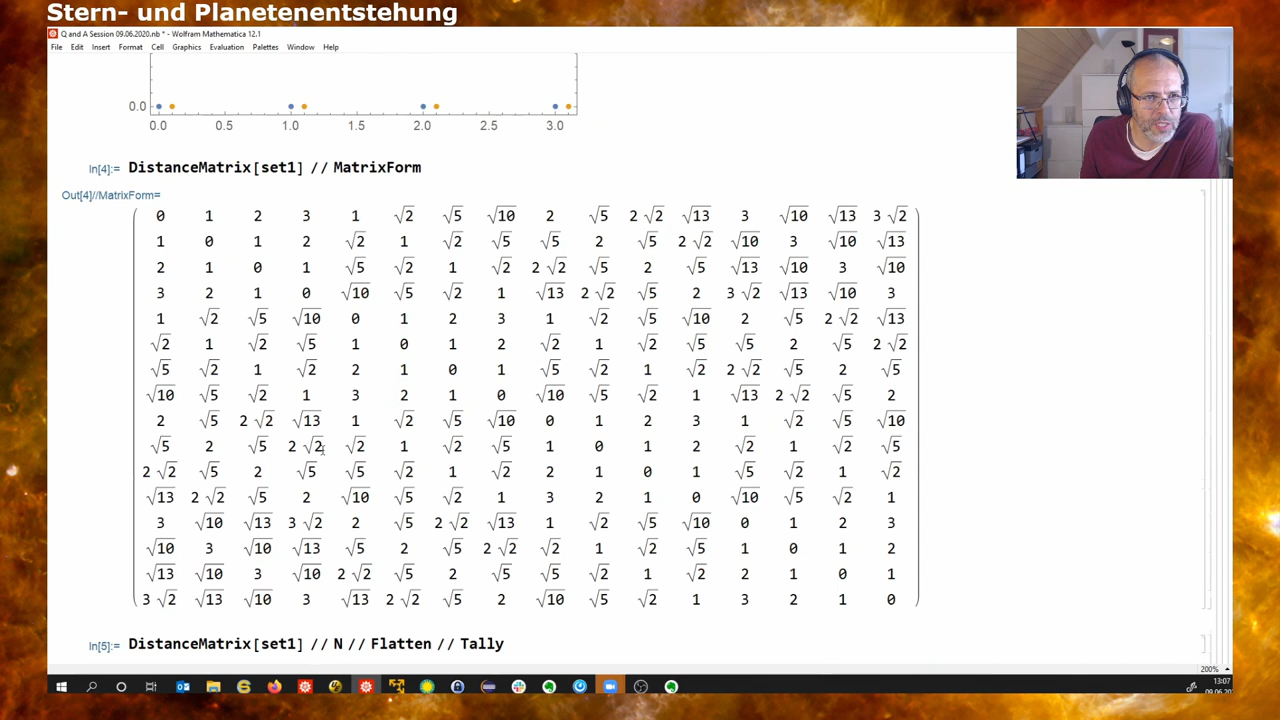 Stern- und Planetenentstehung
Q and A Session 09.06.2020.nb * - Wolfram Mathematica 12.1
File Edit Insert Format Cell Graphics Evaluation Palettes Window Help
0.0
0.0 0.5 1.0 1.5 2.0 2.5 3.0
In[4]:= DistanceMatrix[set1] // MatrixForm
Out[4]//MatrixForm=
0 1 2 3 1 √2 √5 √10 2 √5 2 √2 √13 3 √10 √13 3 √2
1 0 1 2 √2 1 √2 √5 √5 2 √5 2 √2 √10 3 √10 √13
2 1 0 1 √5 √2 1 √2 2 √2 √5 2 √5 √13 √10 3 √10
3 2 1 0 √10 √5 √2 1 √13 2 √2 √5 2 3 √2 √13 √10 3
1 √2 √5 √10 0 1 2 3 1 √2 √5 √10 2 √5 2 √2 √13
√2 1 √2 √5 1 0 1 2 √2 1 √2 √5 √5 2 √5 2 √2
√5 √2 1 √2 2 1 0 1 √5 √2 1 √2 2 √2 √5 2 √5
√10 √5 √2 1 3 2 1 0 √10 √5 √2 1 √13 2 √2 √5 2
2 √5 2 √2 √13 1 √2 √5 √10 0 1 2 3 1 √2 √5 √10
√5 2 √5 2 √2 √2 1 √2 √5 1 0 1 2 √2 1 √2 √5
2 √2 √5 2 √5 √5 √2 1 √2 2 1 0 1 √5 √2 1 √2
√13 2 √2 √5 2 √10 √5 √2 1 3 2 1 0 √10 √5 √2 1
3 √10 √13 3 √2 2 √5 2 √2 √13 1 √2 √5 √10 0 1 2 3
√10 3 √10 √13 √5 2 √5 2 √2 √2 1 √2 √5 1 0 1 2
√13 √10 3 √10 2 √2 √5 2 √5 √5 √2 1 √2 2 1 0 1
3 √2 √13 √10 3 √13 2 √2 √5 2 √10 √5 √2 1 3 2 1 0
In[5]:= DistanceMatrix[set1] // N // Flatten // Tally
200%
13:07